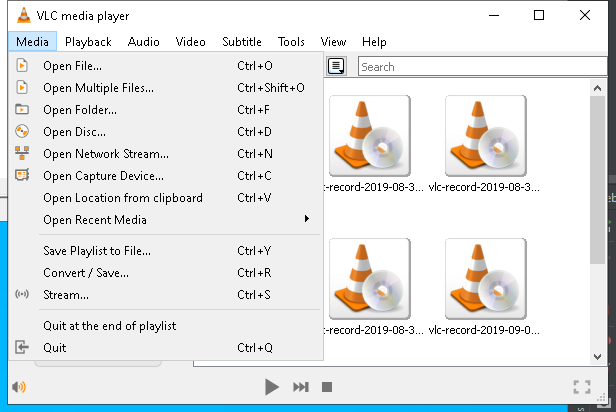 VLC media player
Media Playback Audio Video Subtitle Tools View Help
Open File... Ctrl+O
Open Multiple Files... Ctrl+Shift+O
Open Folder... Ctrl+F
Open Disc... Ctrl+D
Open Network Stream... Ctrl+N
Open Capture Device... Ctrl+C
Open Location from clipboard Ctrl+V
Open Recent Media
Save Playlist to File... Ctrl+Y
Convert / Save... Ctrl+R
Stream... Ctrl+S
Quit at the end of playlist
Quit Ctrl+Q
Search
c-record-2019-08-3... vlc-record-2019-08-3...
c-record-2019-08-3... vlc-record-2019-09-0...